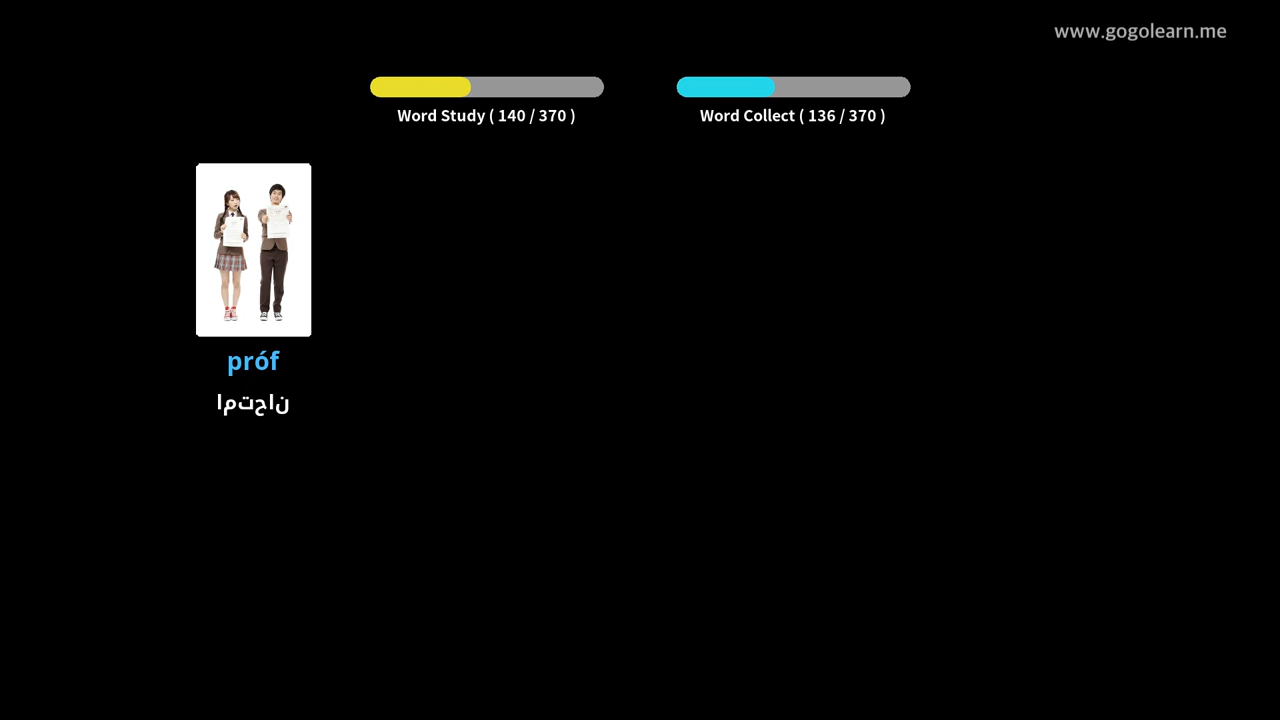 www.gogolearn.me
Word Study ( 140 / 370 )
Word Collect ( 136 / 370 )
próf
امتحان